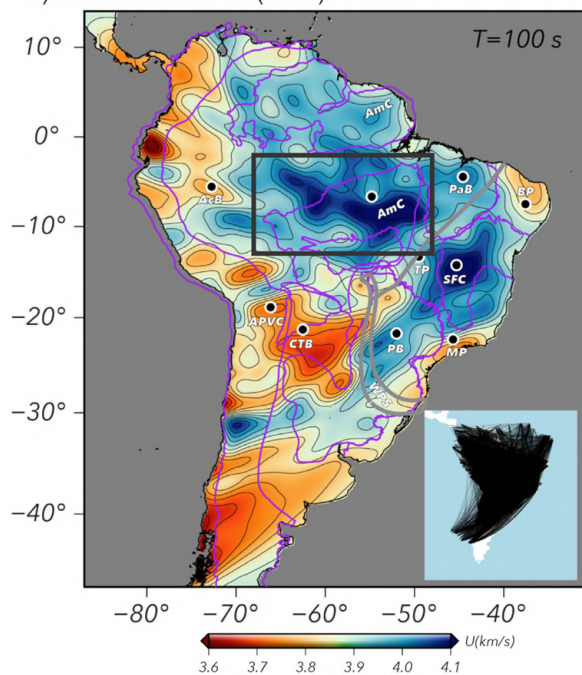 T=100 s
10°
0°
−10°
−20°
−30°
−40°
AmC
AcB
AmC
PaB
BP
TP
SFC
APVC
CTB
PB
MP
WPS
−80°
−70°
−60°
−50°
−40°
U(km/s)
3.6
3.7
3.8
3.9
4.0
4.1